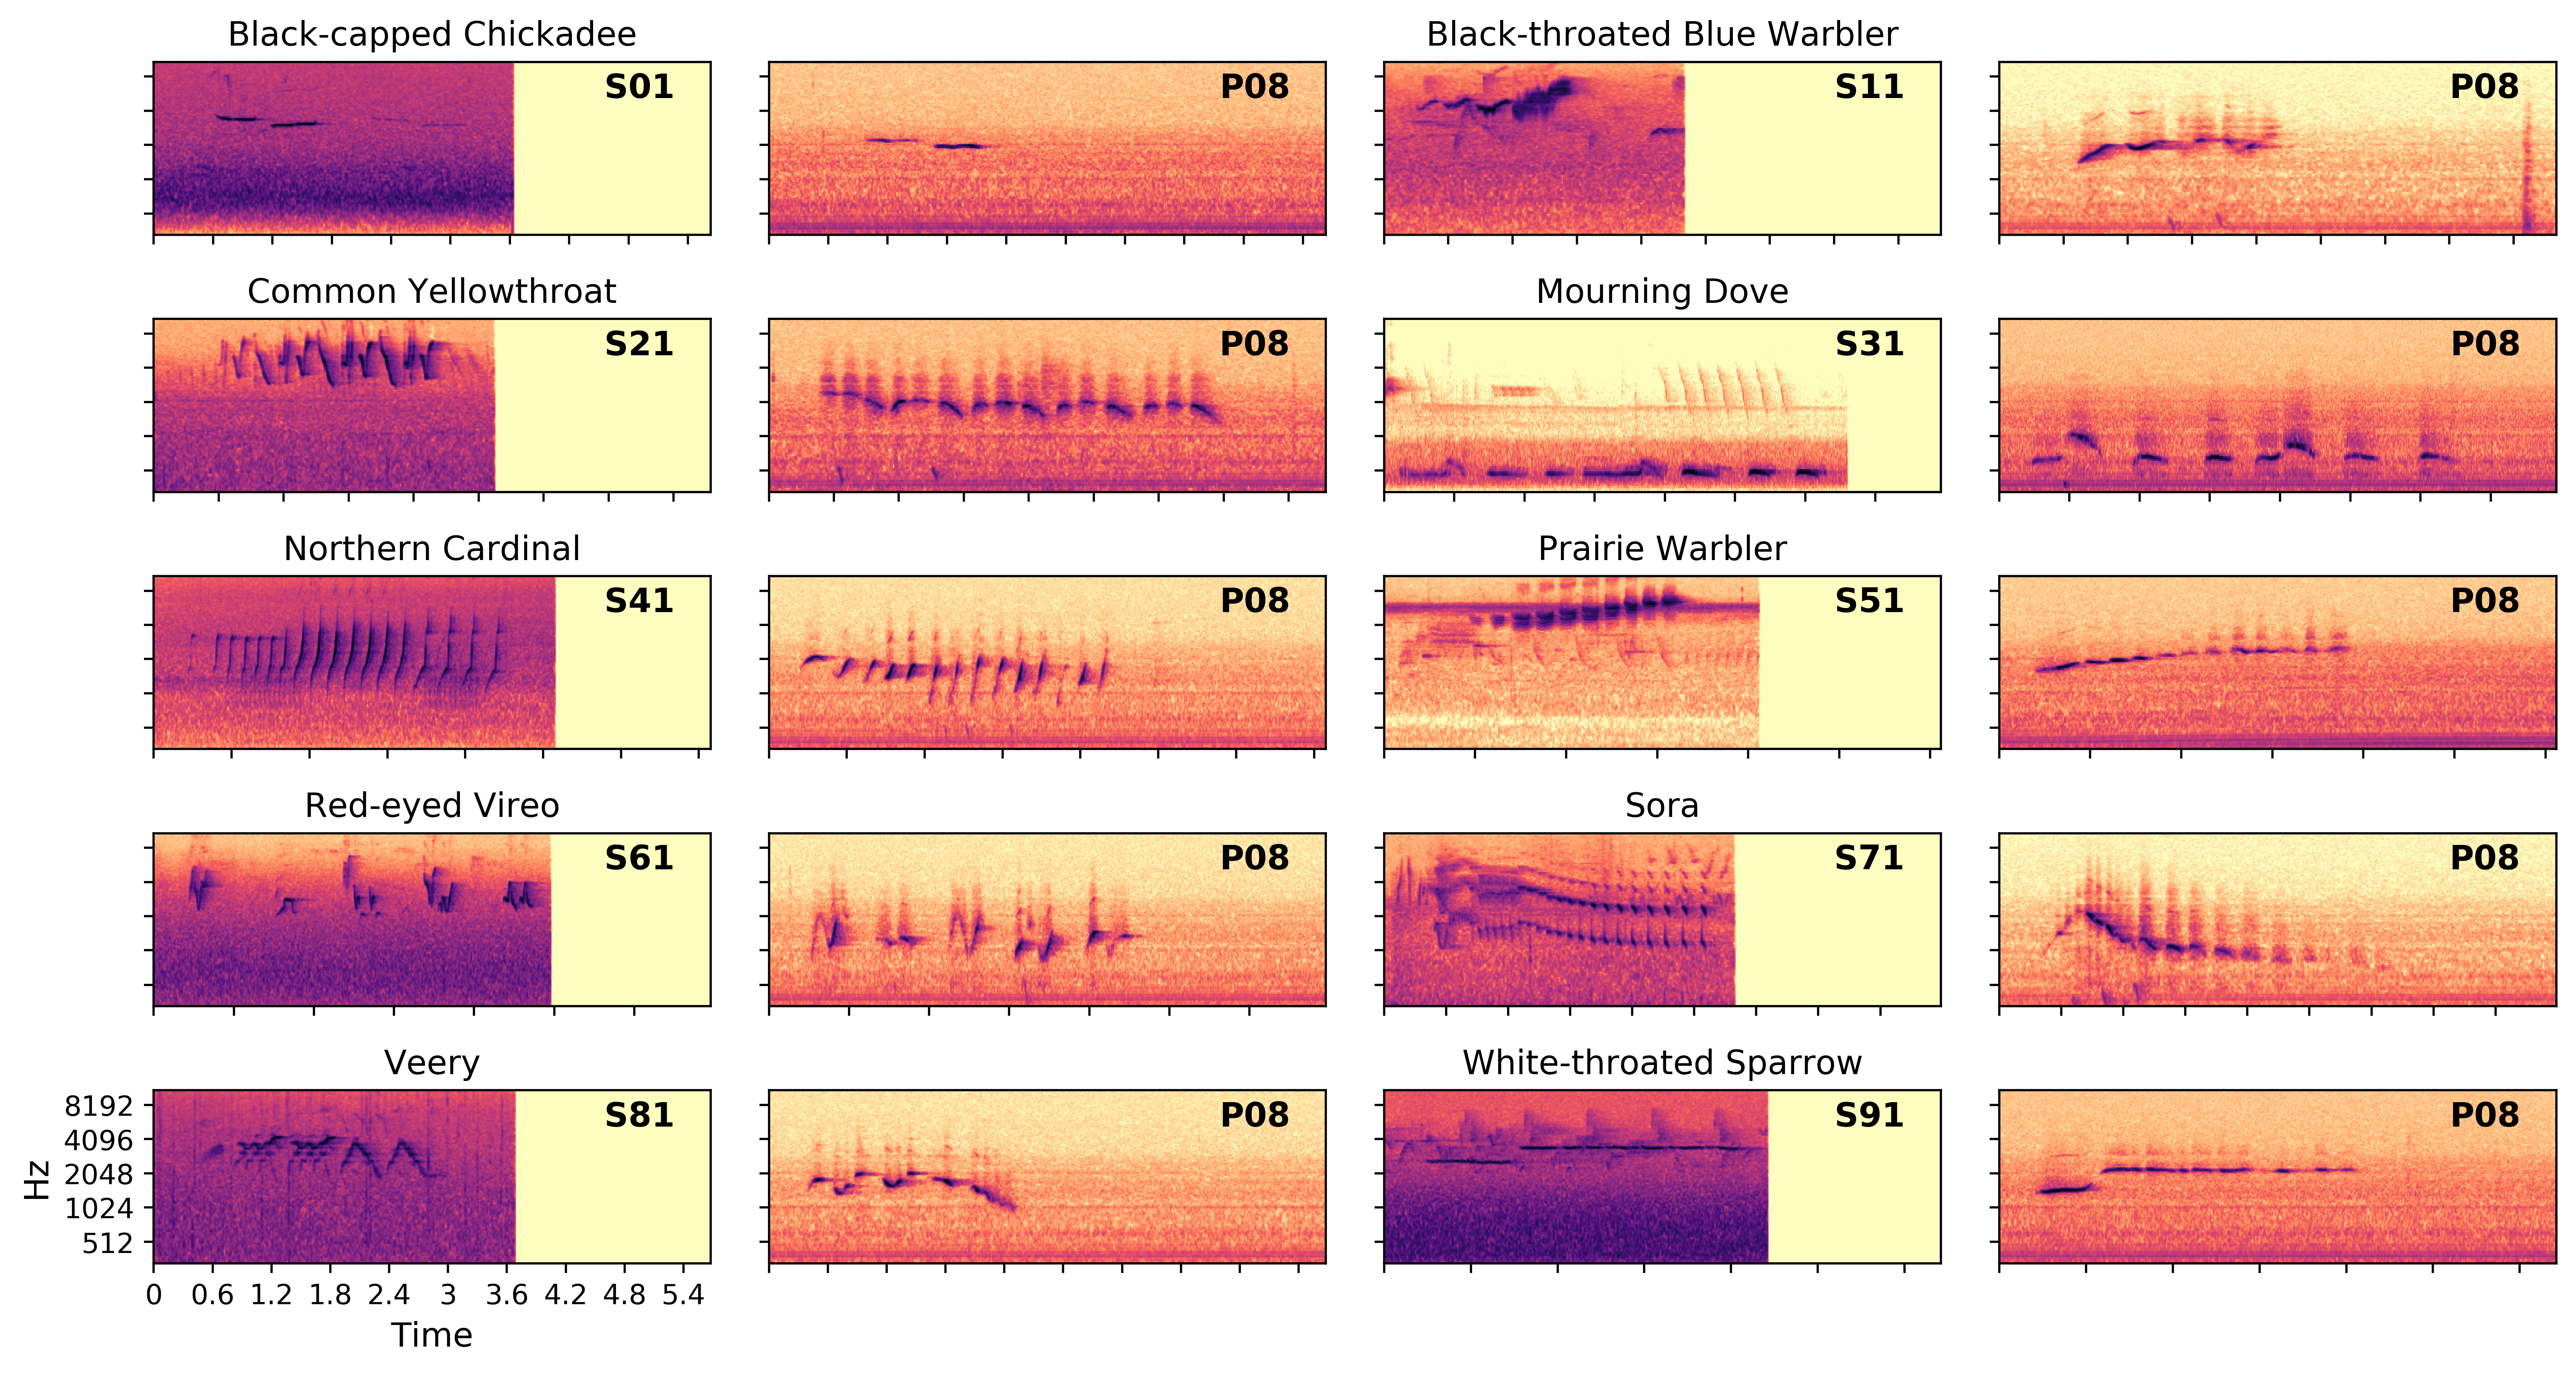 Black-capped Chickadee
Black-throated Blue Warbler
S01
P08
S11
P08
Common Yellowthroat
Mourning Dove
S21
P08
S31
P08
Northern Cardinal
Prairie Warbler
S41
P08
S51
P08
Red-eyed Vireo
Sora
S61
P08
S71
P08
Veery
White-throated Sparrow
S81
P08
S91
P08
8192
4096
2048
1024
512
Hz
0 0.6 1.2 1.8 2.4 3 3.6 4.2 4.8 5.4
Time